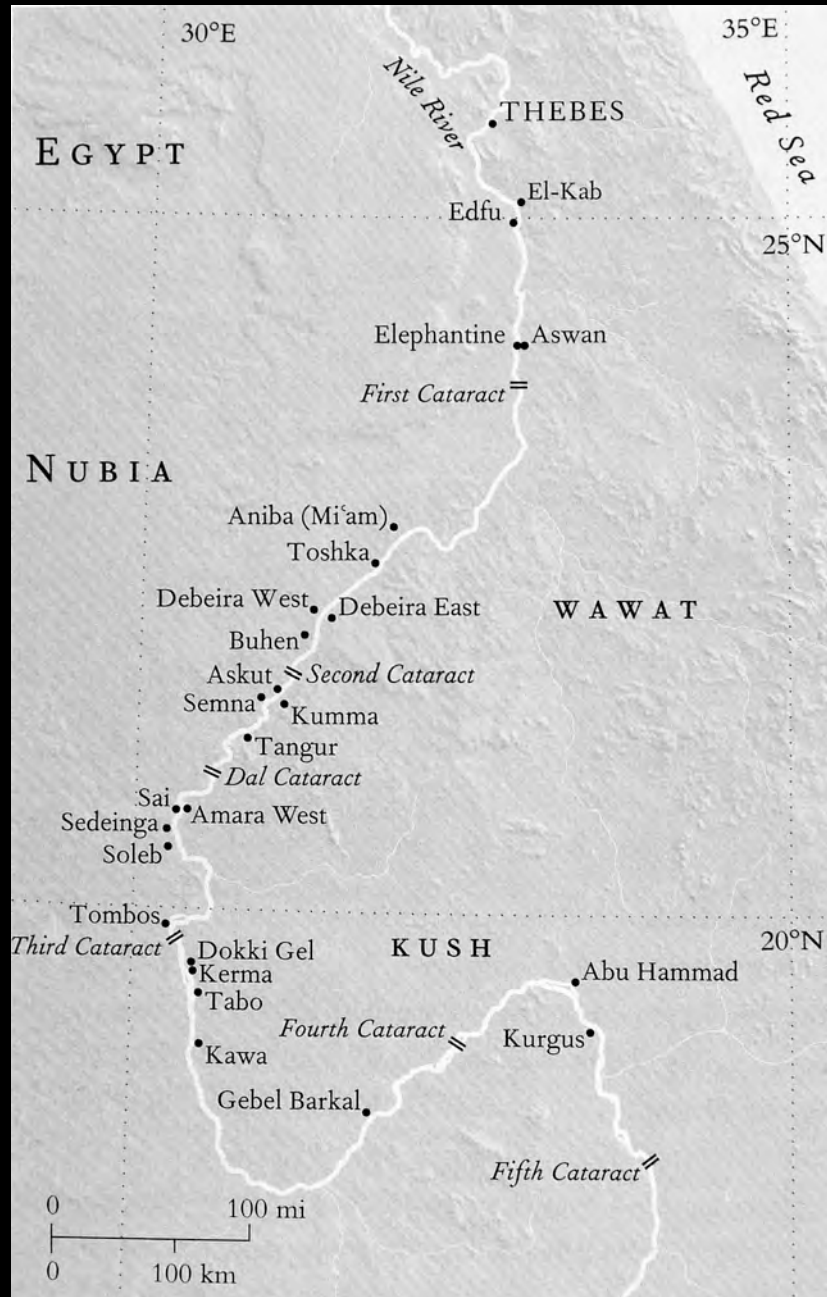 30°E
35°E
Nile River
Red Sea
THEBES
EGYPT
El-Kab
Edfu
25°N
Elephantine
Aswan
First Cataract
NUBIA
Aniba (Miʿam)
Toshka
Debeira West
Debeira East
WAWAT
Buhen
Askut
Second Cataract
Semna
Kumma
Tangur
Dal Cataract
Sai
Amara West
Sedeinga
Soleb
Tombos
Third Cataract
20°N
Dokki Gel
KUSH
Kerma
Abu Hammad
Tabo
Fourth Cataract
Kurgus
Kawa
Gebel Barkal
Fifth Cataract
0 100 mi
0 100 km